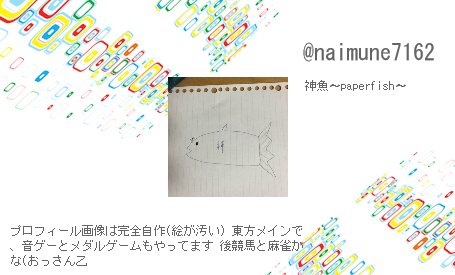 @naimune7162
神魚～paperfish～
プロフィール画像は完全自作(絵が汚い) 東方メインで
、音ゲーとメダルゲームもやってます 後競馬と麻雀か
な(おっさん乙